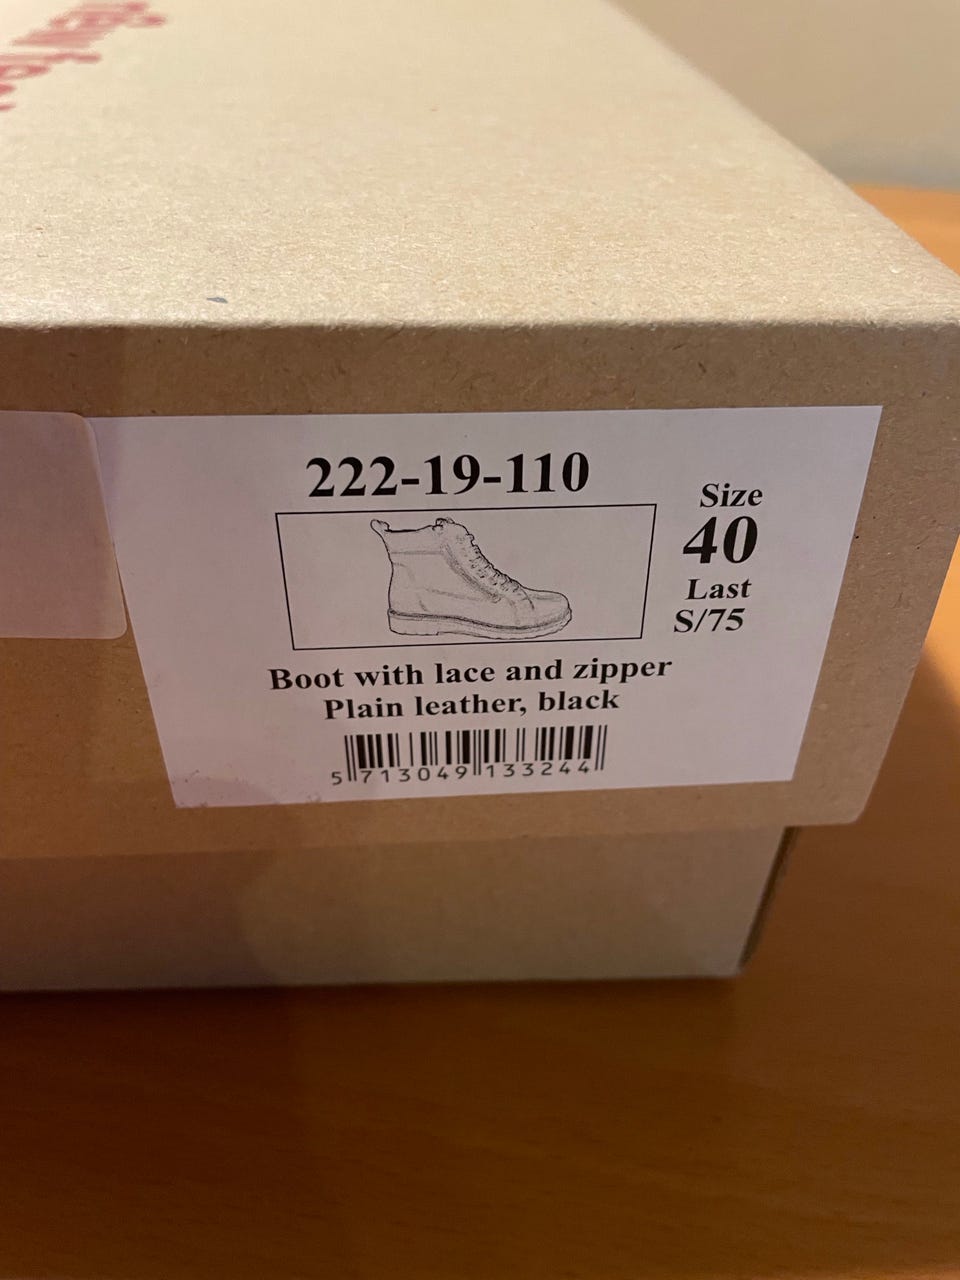 222-19-110
Size
40
Last
S/75
Boot with lace and zipper
Plain leather, black
5 713049 133244